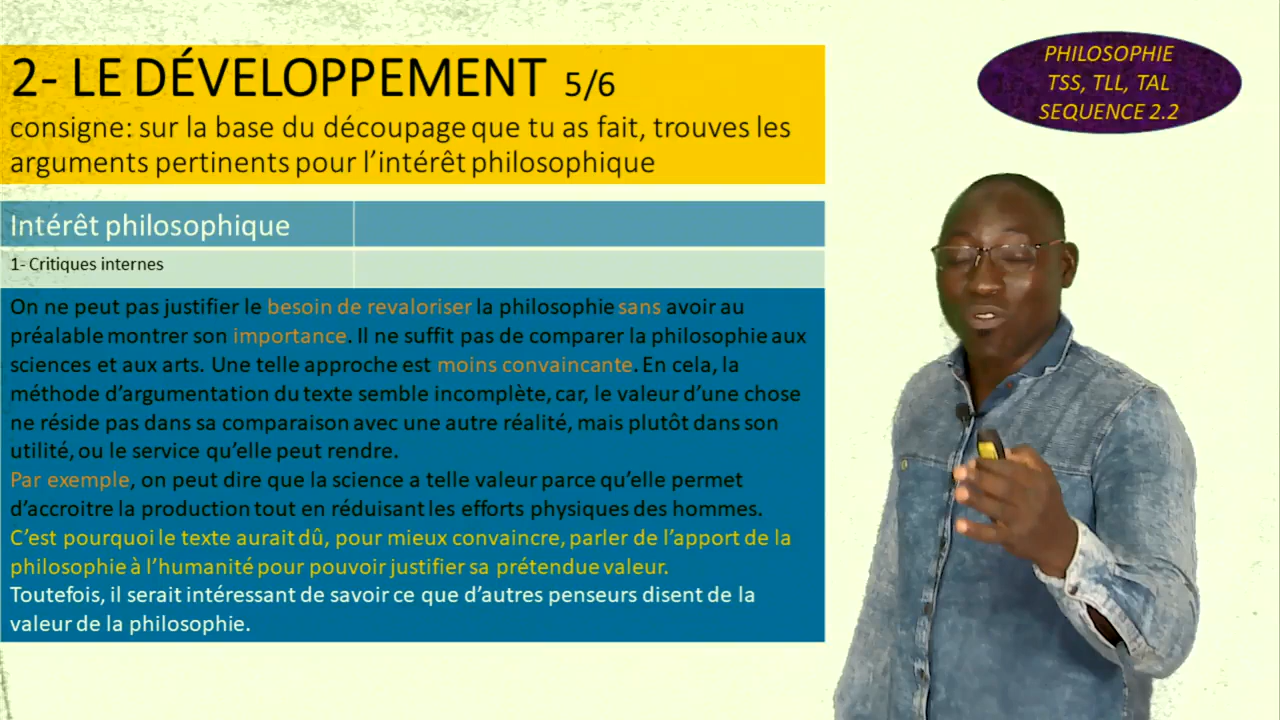 2- LE DÉVELOPPEMENT 5/6
consigne: sur la base du découpage que tu as fait, trouves les
arguments pertinents pour l'intérêt philosophique
PHILOSOPHIE
TSS, TLL, TAL
SEQUENCE 2.2
Intérêt philosophique
1- Critiques internes
On ne peut pas justifier le besoin de revaloriser la philosophie sans avoir au
préalable montrer son importance. Il ne suffit pas de comparer la philosophie aux
sciences et aux arts. Une telle approche est moins convaincante. En cela, la
méthode d'argumentation du texte semble incomplète, car, le valeur d'une chose
ne réside pas dans sa comparaison avec une autre réalité, mais plutôt dans son
utilité, ou le service qu'elle peut rendre.
Par exemple, on peut dire que la science a telle valeur parce qu'elle permet
d'accroitre la production tout en réduisant les efforts physiques des hommes.
C'est pourquoi le texte aurait dû, pour mieux convaincre, parler de l'apport de la
philosophie à l'humanité pour pouvoir justifier sa prétendue valeur.
Toutefois, il serait intéressant de savoir ce que d'autres penseurs disent de la
valeur de la philosophie.